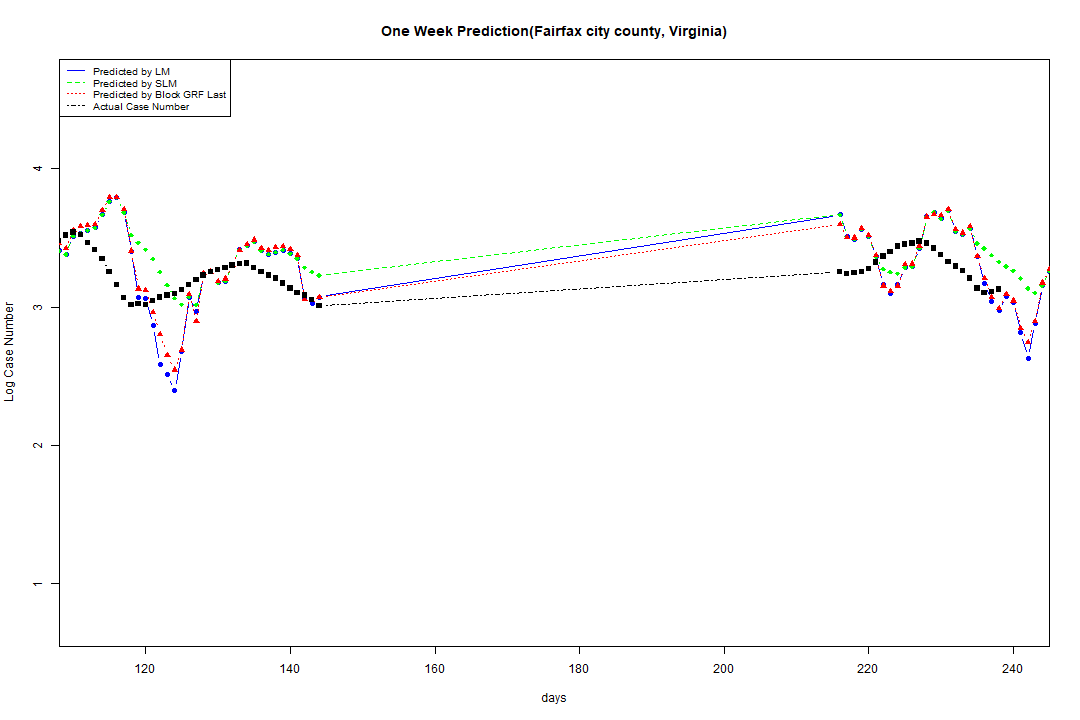 One Week Prediction(Fairfax city county, Virginia)
Predicted by LM
Predicted by SLM
Predicted by Block GRF Last
Actual Case Number
4
3
2
1
Log Case Number
120 140 160 180 200 220 240
days